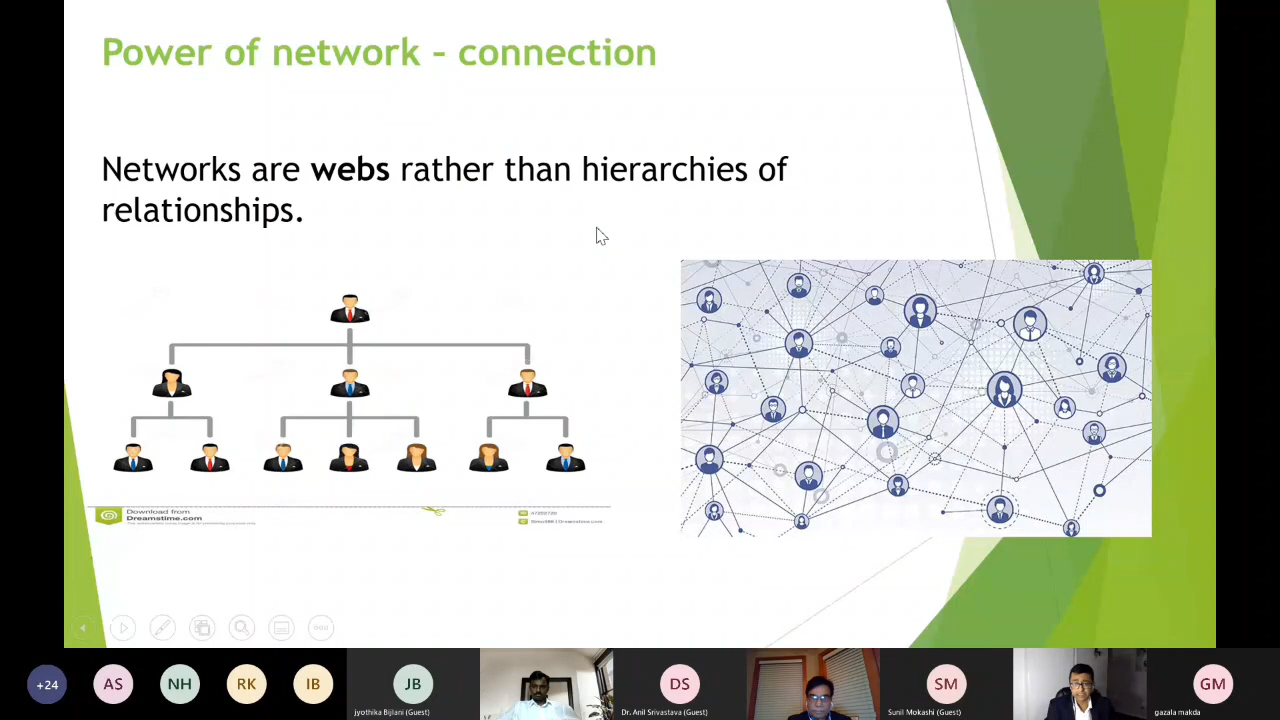 Power of network – connection
Networks are webs rather than hierarchies of
relationships.
Download from
Dreamstime.com
+24
AS
NH
RK
IB
JB
jyothika Bijlani (Guest)
DS
Dr. Anil Srivastava (Guest)
SM
Sunil Mokashi (Guest)
GM
gazala makda